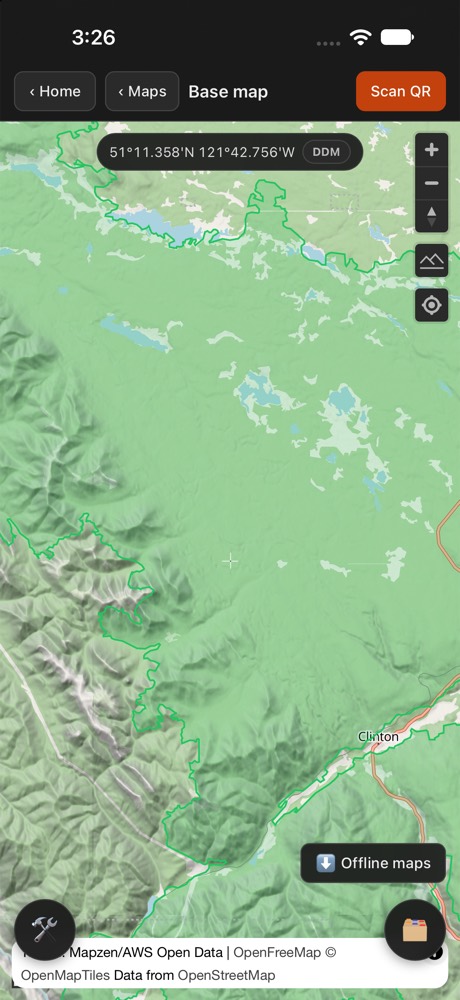 3:26
‹ Home
‹ Maps
Base map
Scan QR
51°11.358'N 121°42.756'W DDM
Clinton
Offline maps
Mapzen/AWS Open Data | OpenFreeMap ©
OpenMapTiles Data from OpenStreetMap